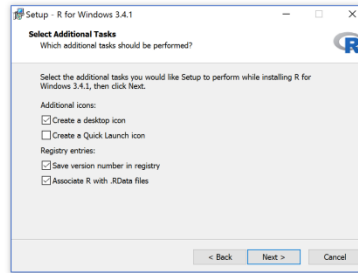 Setup - R for Windows 3.4.1
Select Additional Tasks
Which additional tasks should be performed?
R
Select the additional tasks you would like Setup to perform while installing R for
Windows 3.4.1, then click Next.
Additional icons:
Create a desktop icon
Create a Quick Launch icon
Registry entries:
Save version number in registry
Associate R with .RData files
< Back
Next >
Cancel